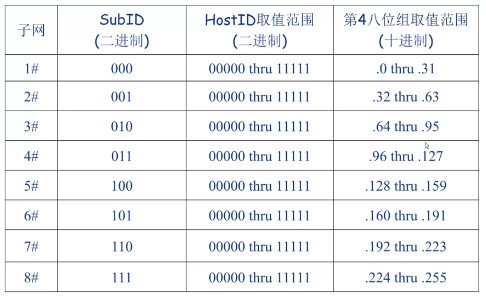 子网 SubID HostID取值范围 第4八位组取值范围
(二进制) (二进制) (十进制)
1# 000 00000 thru 11111 .0 thru .31
2# 001 00000 thru 11111 .32 thru .63
3# 010 00000 thru 11111 .64 thru .95
4# 011 00000 thru 11111 .96 thru .127
5# 100 00000 thru 11111 .128 thru .159
6# 101 00000 thru 11111 .160 thru .191
7# 110 00000 thru 11111 .192 thru .223
8# 111 00000 thru 11111 .224 thru .255